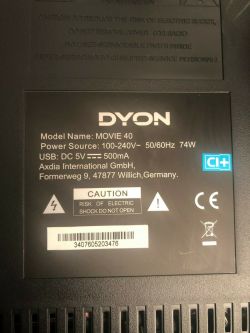 DYON
Model Name: MOVIE 40
Power Source: 100-240V~ 50/60Hz 74W
USB: DC 5V 500mA
CI+
Axdia International GmbH,
Formerweg 9, 47877 Willich,Germany.
CAUTION
RISK OF ELECTRIC
SHOCK DO NOT OPEN
CE
3407605203476